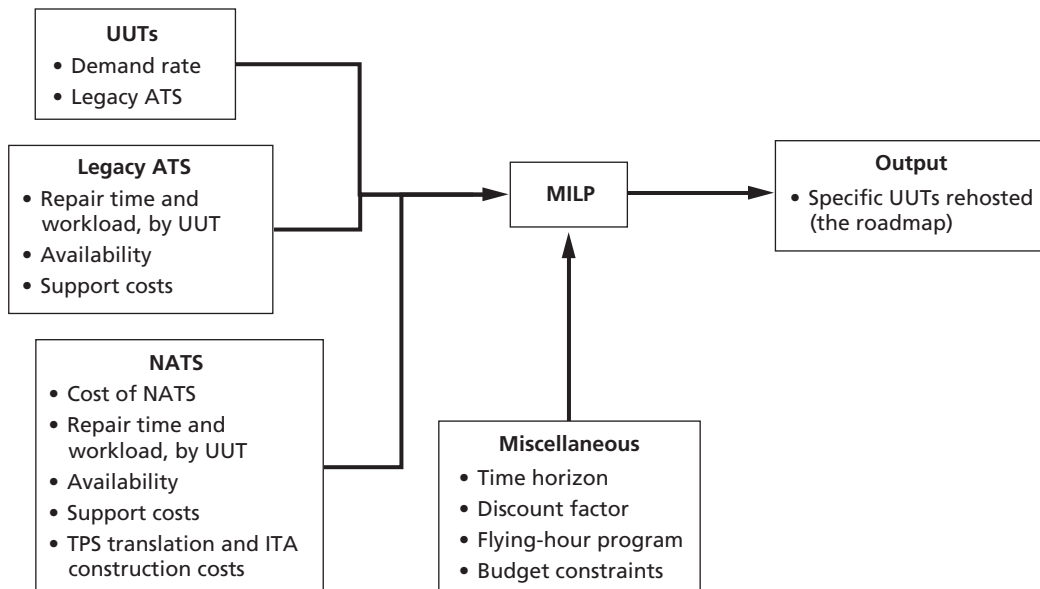 UUTs
• Demand rate
• Legacy ATS
Legacy ATS
• Repair time and
workload, by UUT
• Availability
• Support costs
NATS
• Cost of NATS
• Repair time and
workload, by UUT
• Availability
• Support costs
• TPS translation and ITA
construction costs
MILP
Miscellaneous
• Time horizon
• Discount factor
• Flying-hour program
• Budget constraints
Output
• Specific UUTs rehosted
(the roadmap)